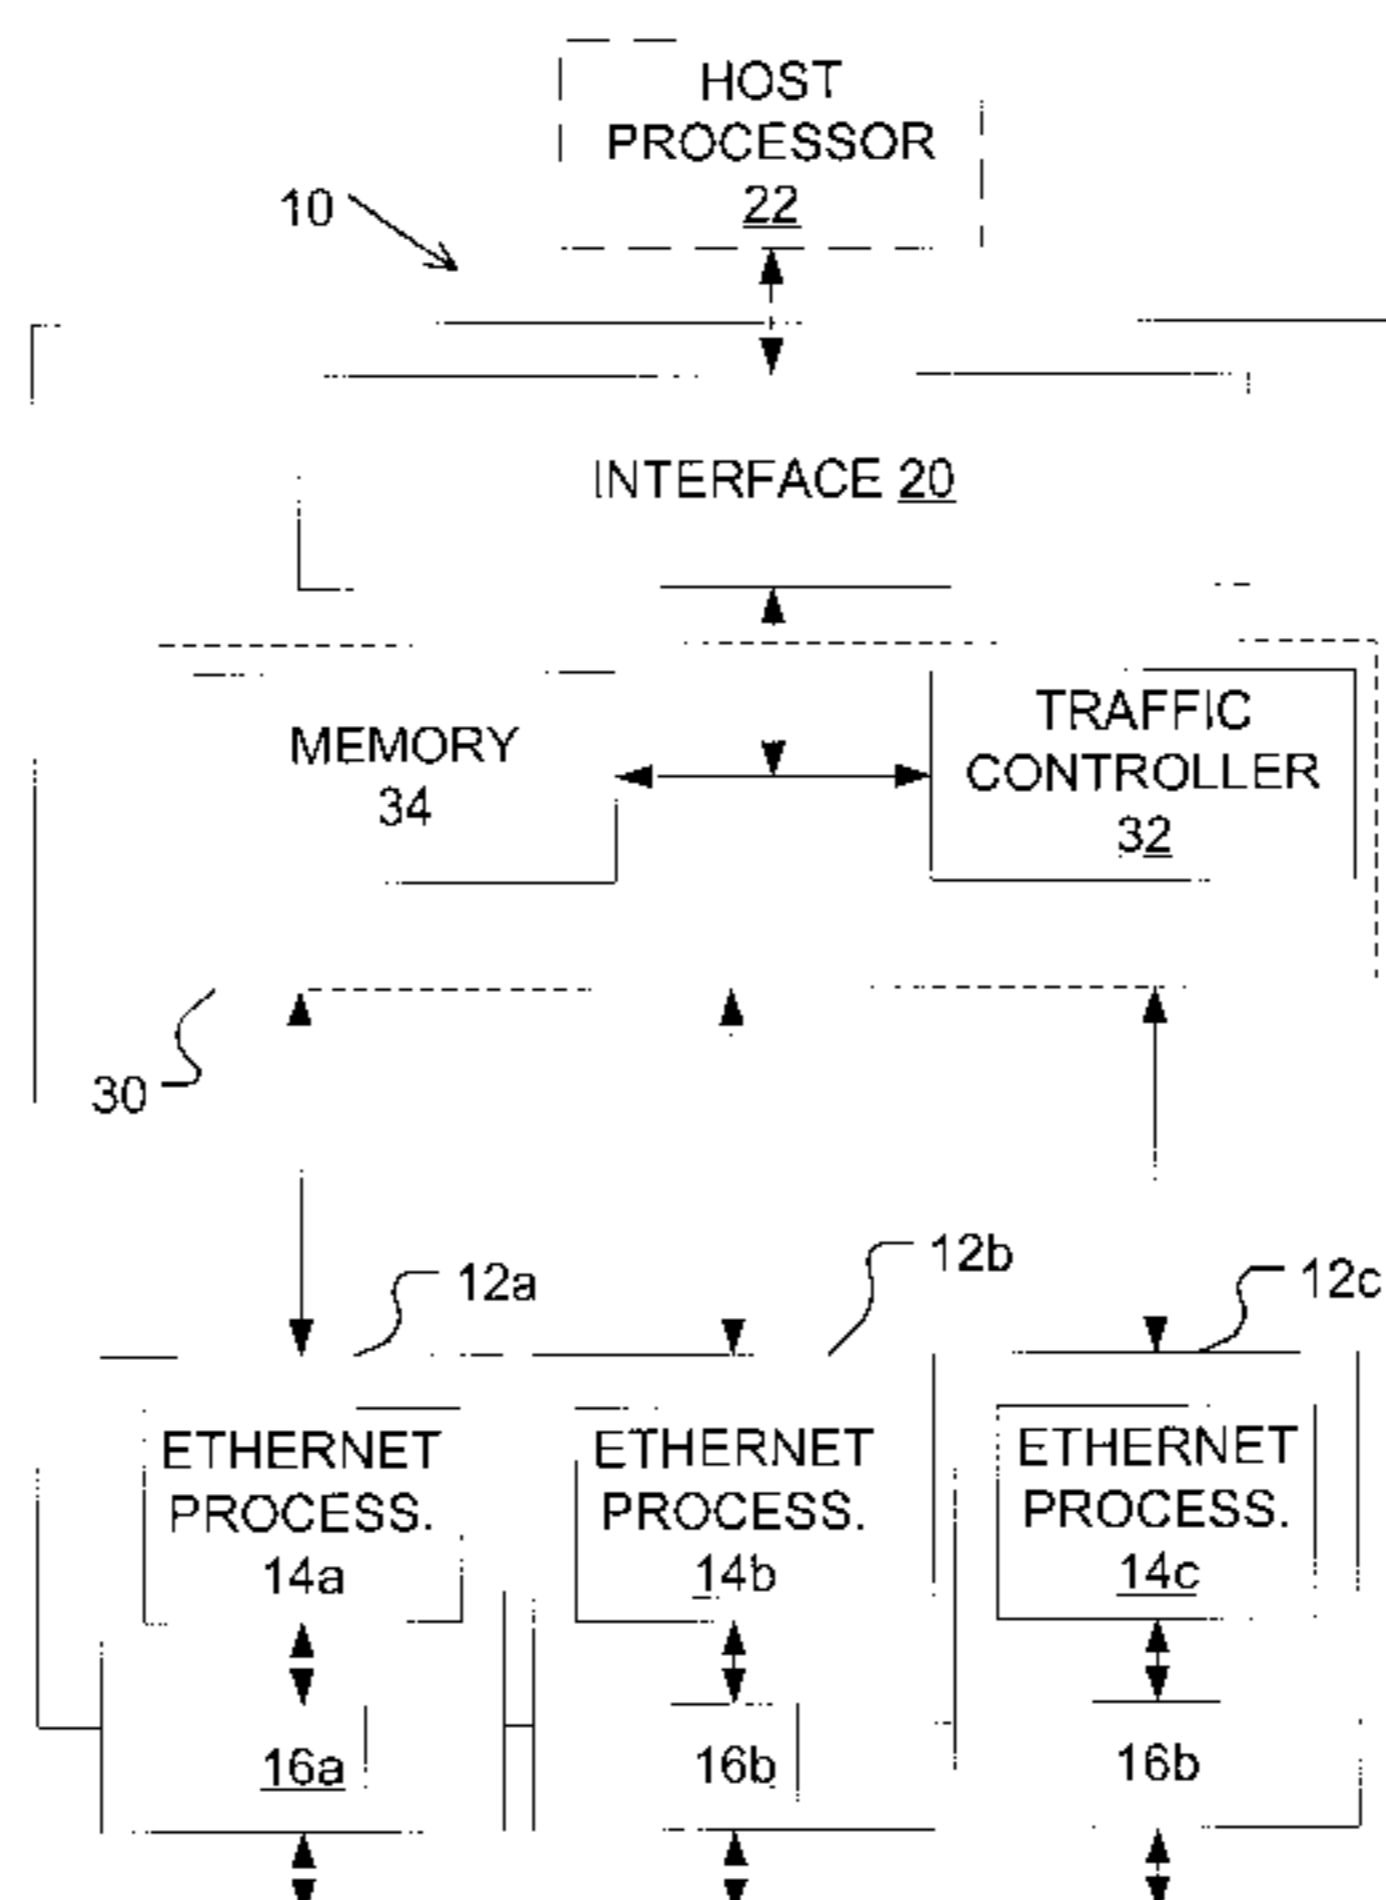 HOST
PROCESSOR
22
10
INTERFACE 20
MEMORY
34
TRAFFIC
CONTROLLER
32
30
12a
12b
12c
ETHERNET
PROCESS.
14a
ETHERNET
PROCESS.
14b
ETHERNET
PROCESS.
14c
16a
16b
16b